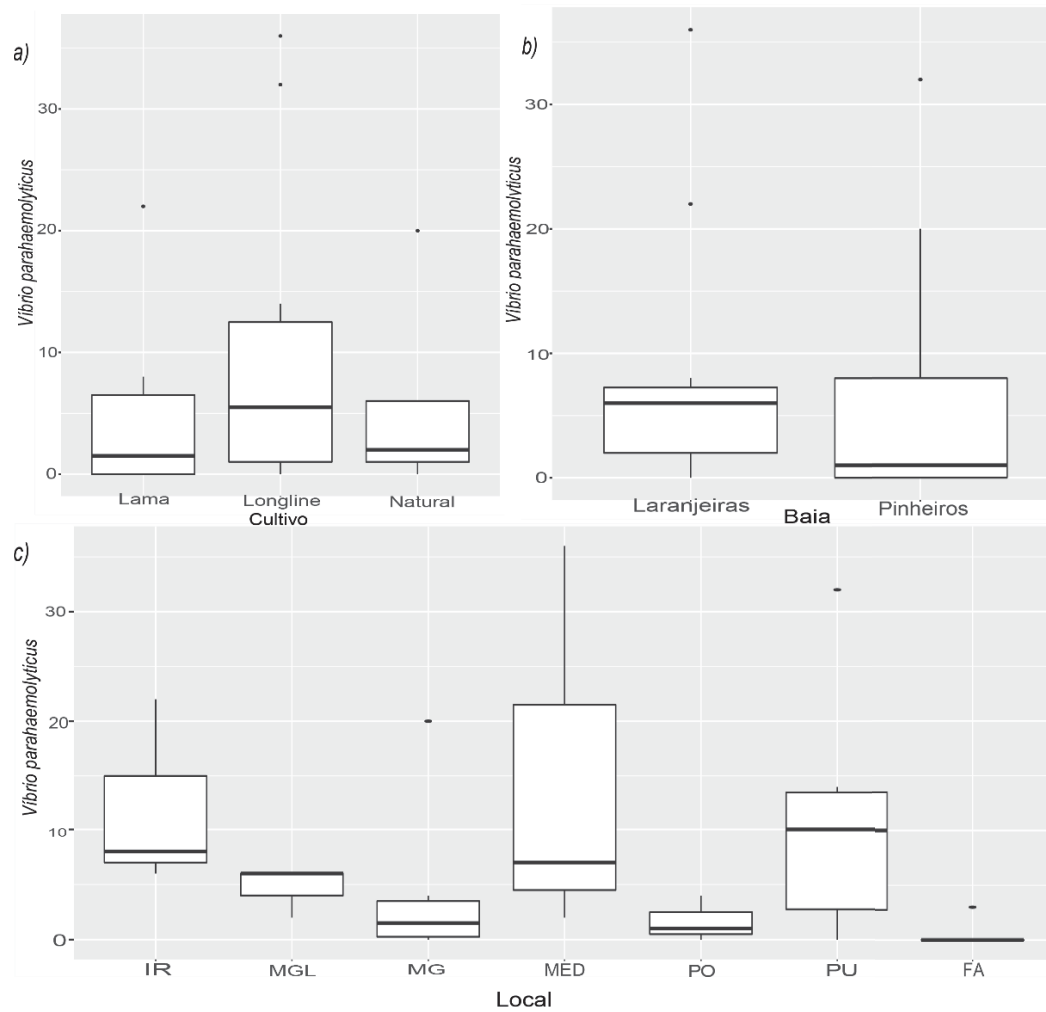 a)
Vibrio parahaemolyticus
30
20
10
0
Lama Longline Natural
Cultivo
b)
Vibrio parahaemolyticus
30
20
10
0
Laranjeiras Pinheiros
Baia
c)
Vibrio parahaemolyticus
30
20
10
0
IR MGL MG MED PO PU FA
Local